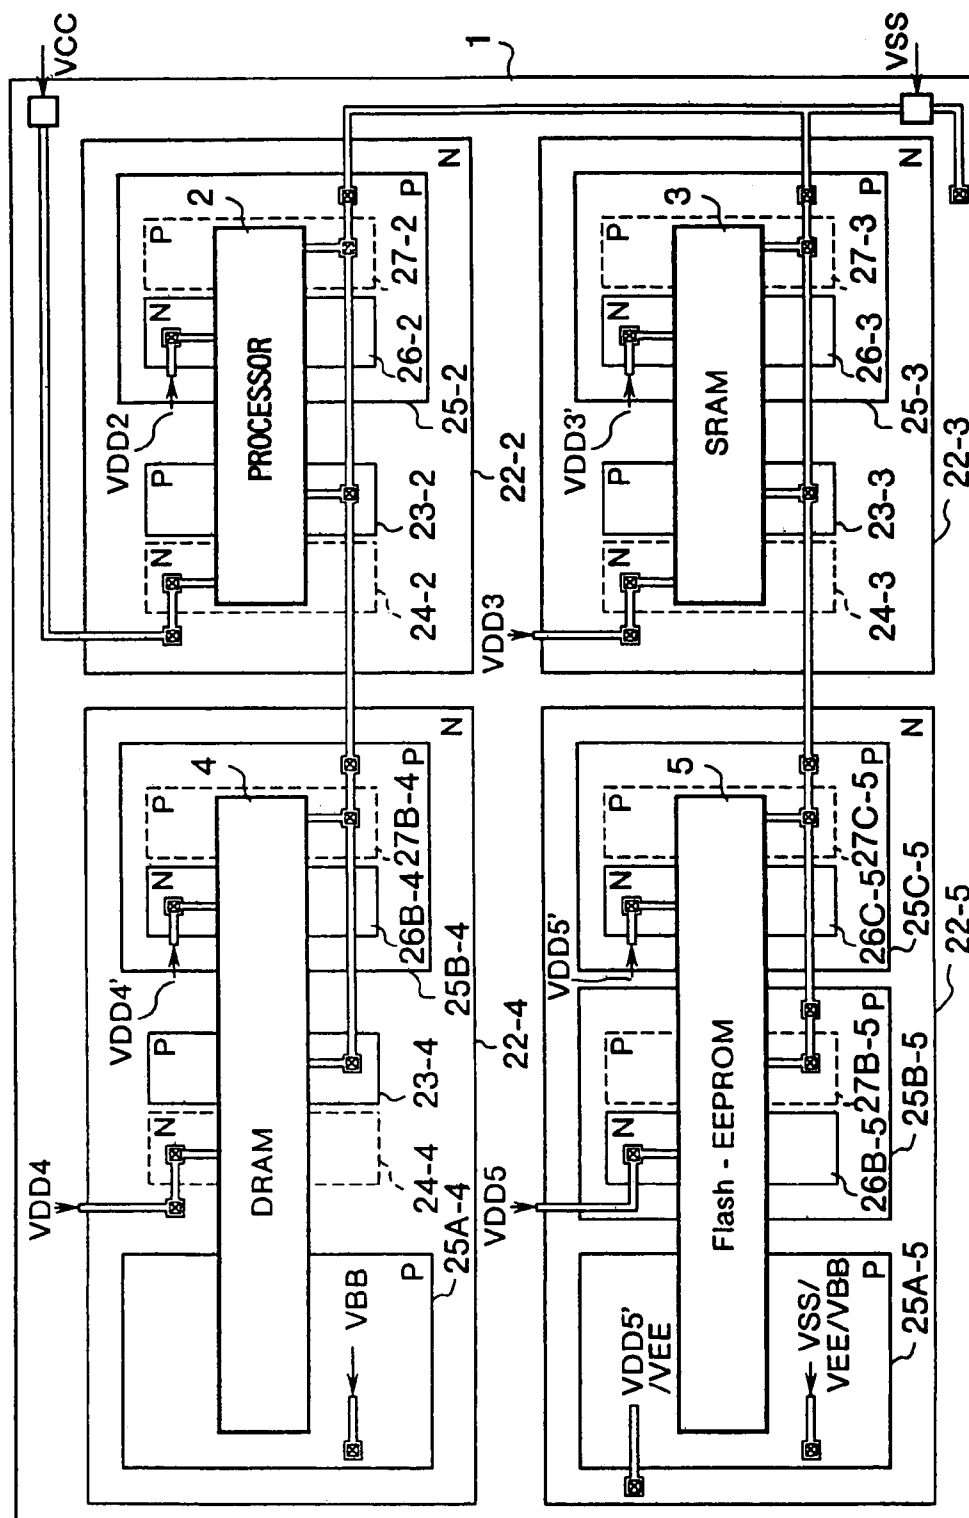 VCC
1
VSS
N
P
P
2
27-2
N
26-2
VDD2
25-2
PROCESSOR
22-2
P
23-2
N
24-2
N
P
P
3
27-3
N
26-3
VDD3'
25-3
SRAM
22-3
P
23-3
N
24-3
VDD3
N
P
P
4
27B-4
N
26B-4
VDD4'
25B-4
22-4
P
23-4
N
24-4
VDD4
DRAM
25A-4
P
VBB
N
P
P
5
27C-5
N
26C-5
VDD5'
25C-5
22-5
P
P
27B-5
N
26B-5
25B-5
VDD5
Flash - EEPROM
VDD5'
/VEE
VSS/
VEE/VBB
P
25A-5